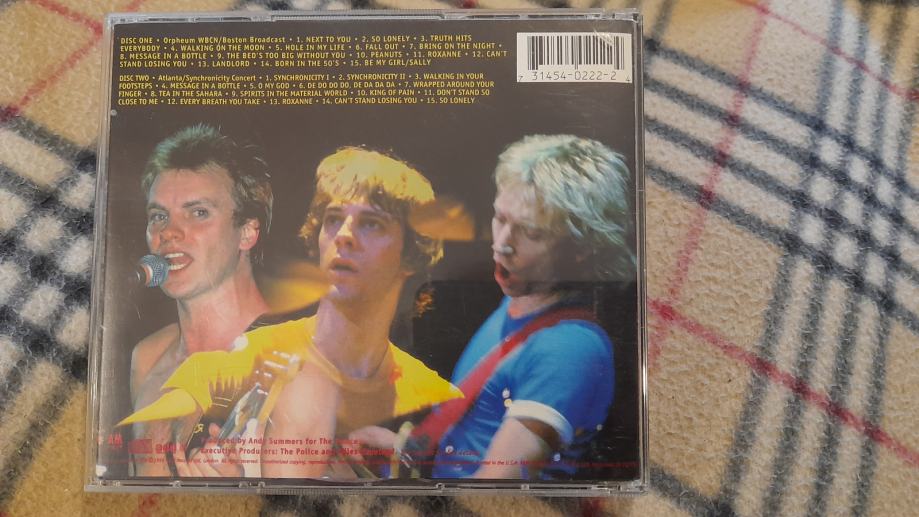 DISC ONE • Orpheum WBCN/Boston Broadcast • 1. NEXT TO YOU • 2. SO LONELY • 3. TRUTH HITS
EVERYBODY • 4. WALKING ON THE MOON • 5. HOLE IN MY LIFE • 6. FALL OUT • 7. BRING ON THE NIGHT •
8. MESSAGE IN A BOTTLE • 9. THE BED'S TOO BIG WITHOUT YOU • 10. PEANUTS • 11. ROXANNE • 12. CAN'T
STAND LOSING YOU • 13. LANDLORD • 14. BORN IN THE 50'S • 15. BE MY GIRL/SALLY
DISC TWO • Atlanta/Synchronicity Concert • 1. SYNCHRONICITY I • 2. SYNCHRONICITY II • 3. WALKING IN YOUR
FOOTSTEPS • 4. MESSAGE IN A BOTTLE • 5. O MY GOD • 6. DE DO DO DO, DE DA DA DA • 7. WRAPPED AROUND YOUR
FINGER • 8. TEA IN THE SAHARA • 9. SPIRITS IN THE MATERIAL WORLD • 10. KING OF PAIN • 11. DON'T STAND SO
CLOSE TO ME • 12. EVERY BREATH YOU TAKE • 13. ROXANNE • 14. CAN'T STAND LOSING YOU • 15. SO LONELY
7 31454-0222-2 4
A&M
Produced by Andy Summers for The Police
Executive Producers: The Police and